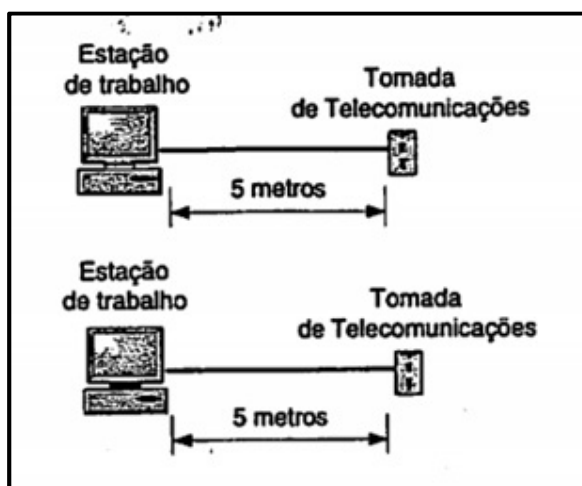 Estação
de trabalho
Tomada
de Telecomunicações
5 metros
Estação
de trabalho
Tomada
de Telecomunicações
5 metros